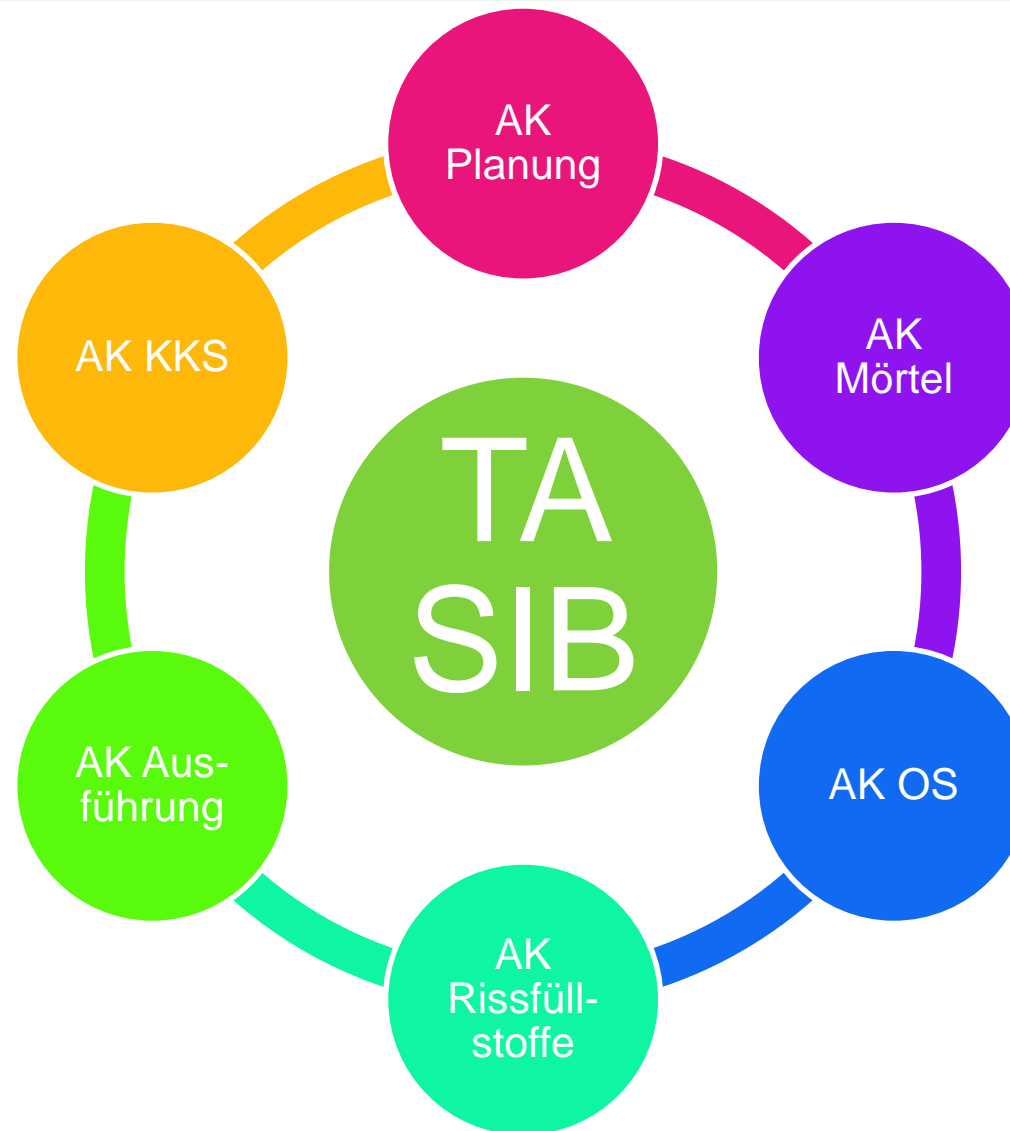 AK
Planung
AK KKS
AK
Mörtel
TA
SIB
AK Aus-
führung
AK OS
AK
Rissfüll-
stoffe